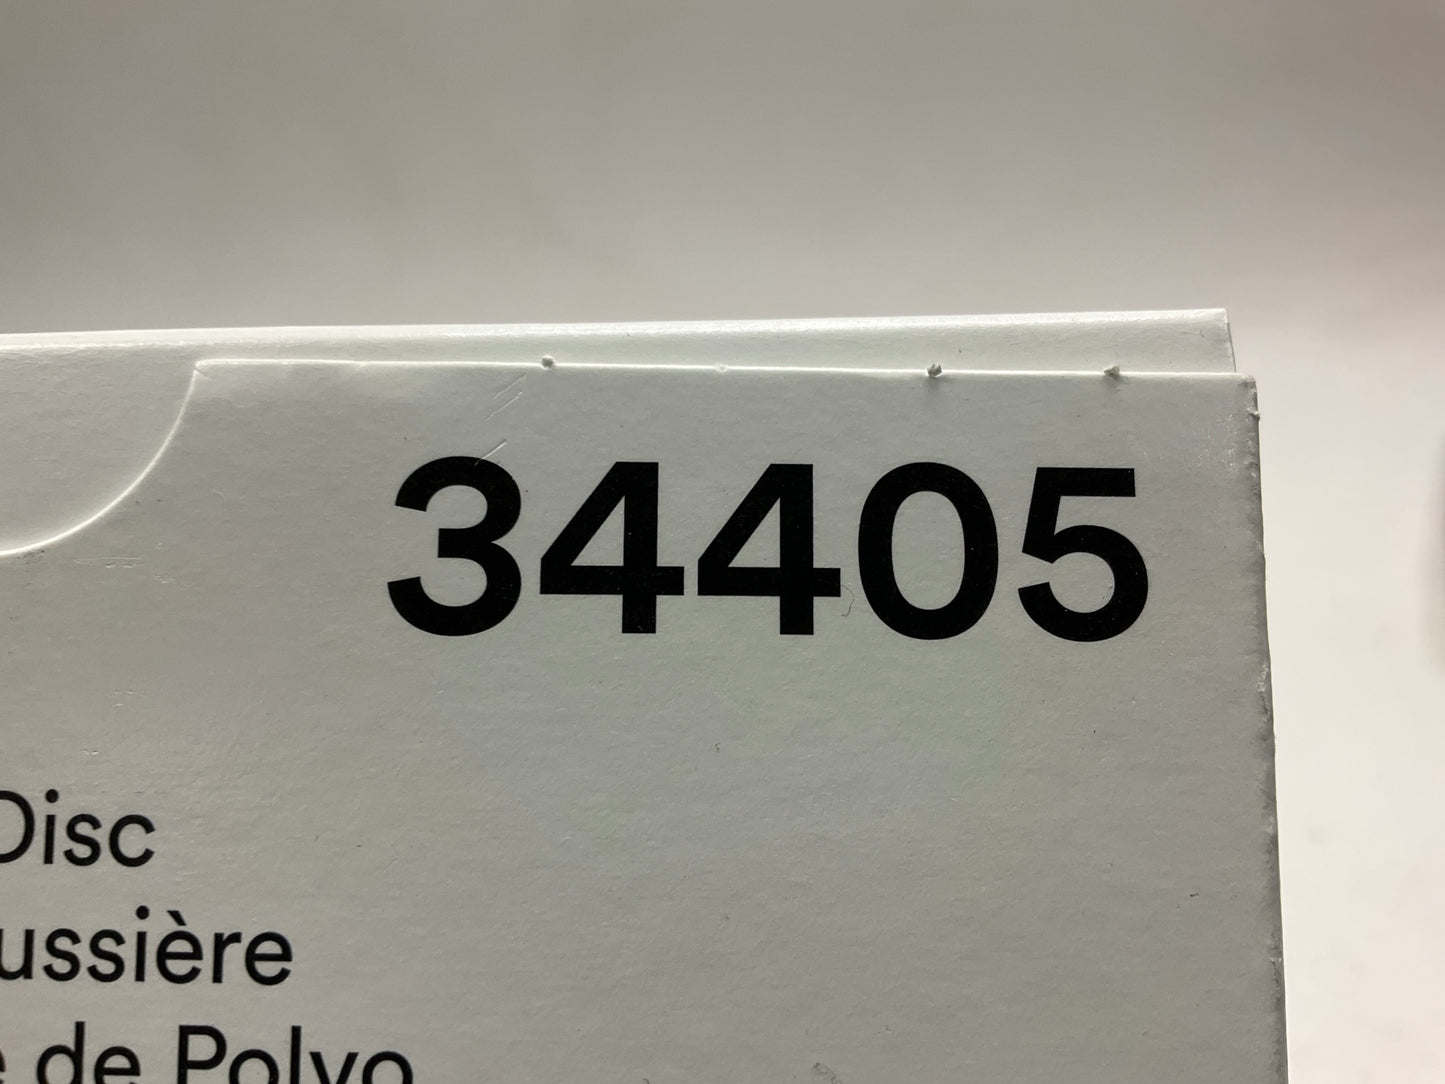 34405
Disc
ussière
de Polvo